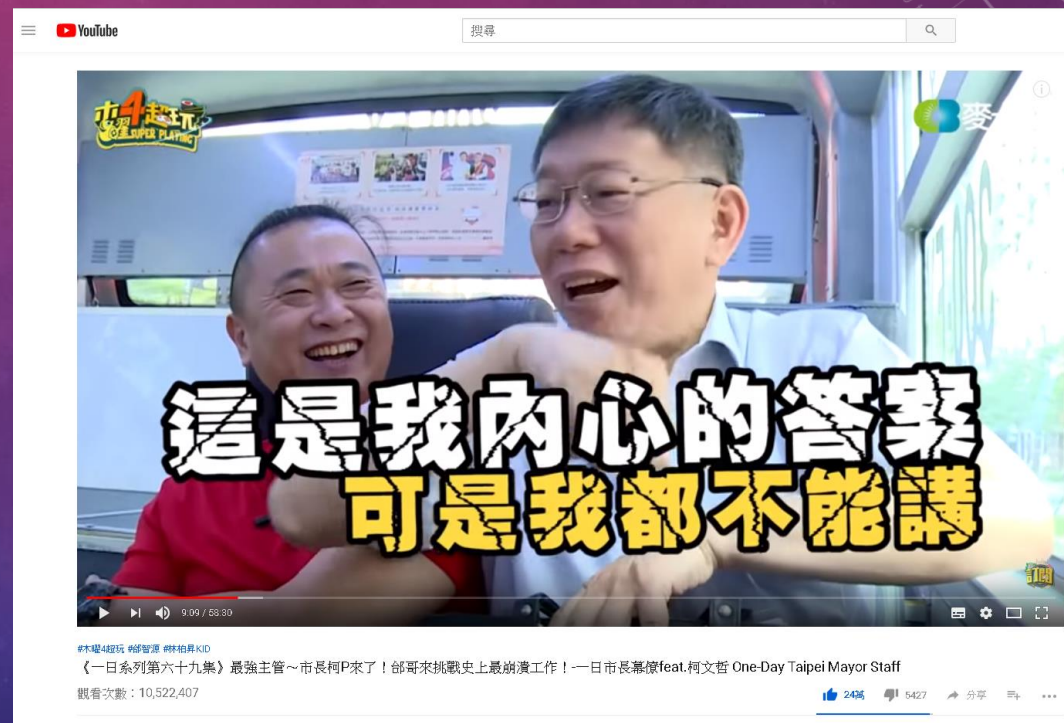 YouTube
搜尋
木曜4超玩
SUPER PLAYING
麥
這是我內心的答案
可是我都不能講
訂閱
9:09 / 58:39
#木曜4超玩 #邰智源 #林柏昇KID
《一日系列第六十九集》最強主管～市長柯P來了！邰哥來挑戰史上最崩潰工作！-一日市長幕僚feat.柯文哲 One-Day Taipei Mayor Staff
觀看次數：10,522,407
24萬
5427
分享